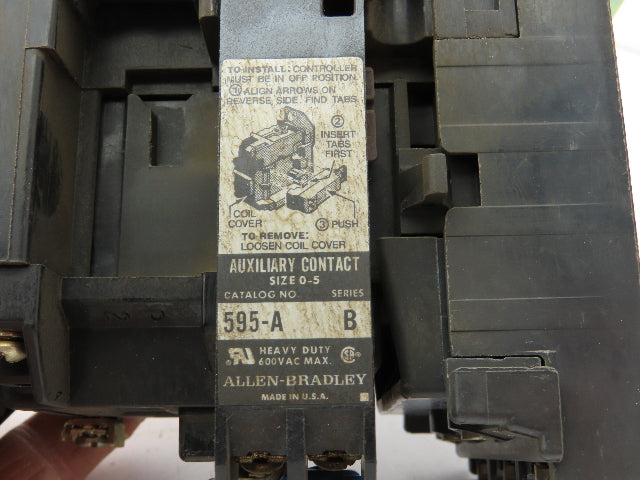 TO INSTALL: CONTROLLER
MUST BE IN OFF POSITION.
① ALIGN ARROWS ON
REVERSE SIDE. FIND TABS
②
INSERT
TABS
FIRST
COIL
COVER
③ PUSH
TO REMOVE:
LOOSEN COIL COVER
AUXILIARY CONTACT
SIZE 0-5
CATALOG NO. SERIES
595-A B
HEAVY DUTY
600VAC MAX.
ALLEN-BRADLEY
MADE IN U.S.A.